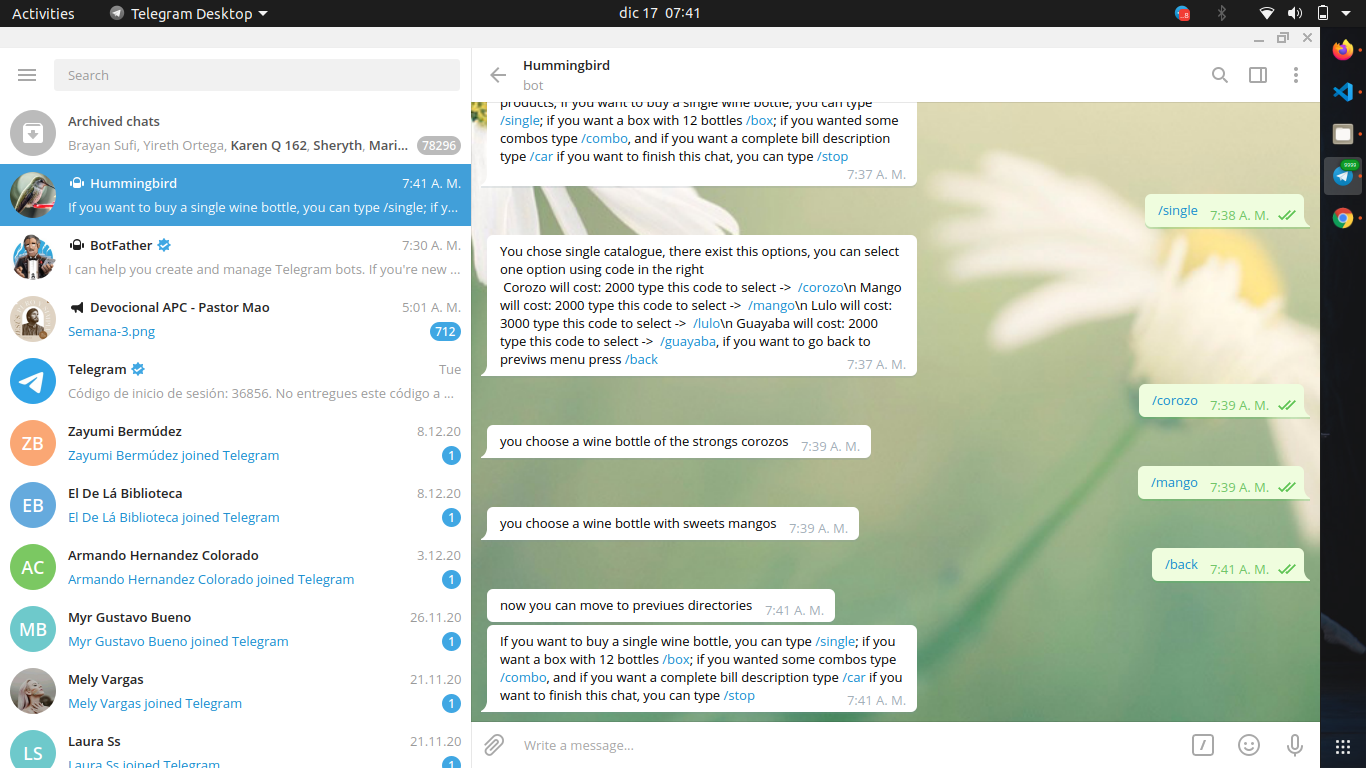 Activities
Telegram Desktop
dic 17 07:41
Search
Archived chats
Brayan Sufi, Yireth Ortega, Karen Q 162, Sheryth, Mari...
78296
Hummingbird
7:41 A. M.
If you want to buy a single wine bottle, you can type /single; if y...
BotFather
7:30 A. M.
I can help you create and manage Telegram bots. If you're new ...
Devocional APC - Pastor Mao
5:01 A. M.
Semana-3.png
712
Telegram
Tue
Código de inicio de sesión: 36856. No entregues este código a ...
ZB
Zayumi Bermúdez
8.12.20
Zayumi Bermúdez joined Telegram
1
EB
El De Lá Biblioteca
8.12.20
El De Lá Biblioteca joined Telegram
1
AC
Armando Hernandez Colorado
3.12.20
Armando Hernandez Colorado joined Telegram
1
MB
Myr Gustavo Bueno
26.11.20
Myr Gustavo Bueno joined Telegram
1
Mely Vargas
21.11.20
Mely Vargas joined Telegram
1
LS
Laura Ss
21.11.20
Laura Ss joined Telegram
1
Hummingbird
bot
products, if you want to buy a single wine bottle, you can type
/single; if you want a box with 12 bottles /box; if you wanted some
combos type /combo, and if you want a complete bill description
type /car if you want to finish this chat, you can type /stop
7:37 A. M.
/single 7:38 A. M.
You chose single catalogue, there exist this options, you can select
one option using code in the right
Corozo will cost: 2000 type this code to select -> /corozo\n Mango
will cost: 2000 type this code to select -> /mango\n Lulo will cost:
3000 type this code to select -> /lulo\n Guayaba will cost: 2000
type this code to select -> /guayaba, if you want to go back to
previws menu press /back
7:37 A. M.
/corozo 7:39 A. M.
you choose a wine bottle of the strongs corozos 7:39 A. M.
/mango 7:39 A. M.
you choose a wine bottle with sweets mangos 7:39 A. M.
/back 7:41 A. M.
now you can move to previues directories 7:41 A. M.
If you want to buy a single wine bottle, you can type /single; if you
want a box with 12 bottles /box; if you wanted some combos type
/combo, and if you want a complete bill description type /car if you
want to finish this chat, you can type /stop
7:41 A. M.
Write a message...